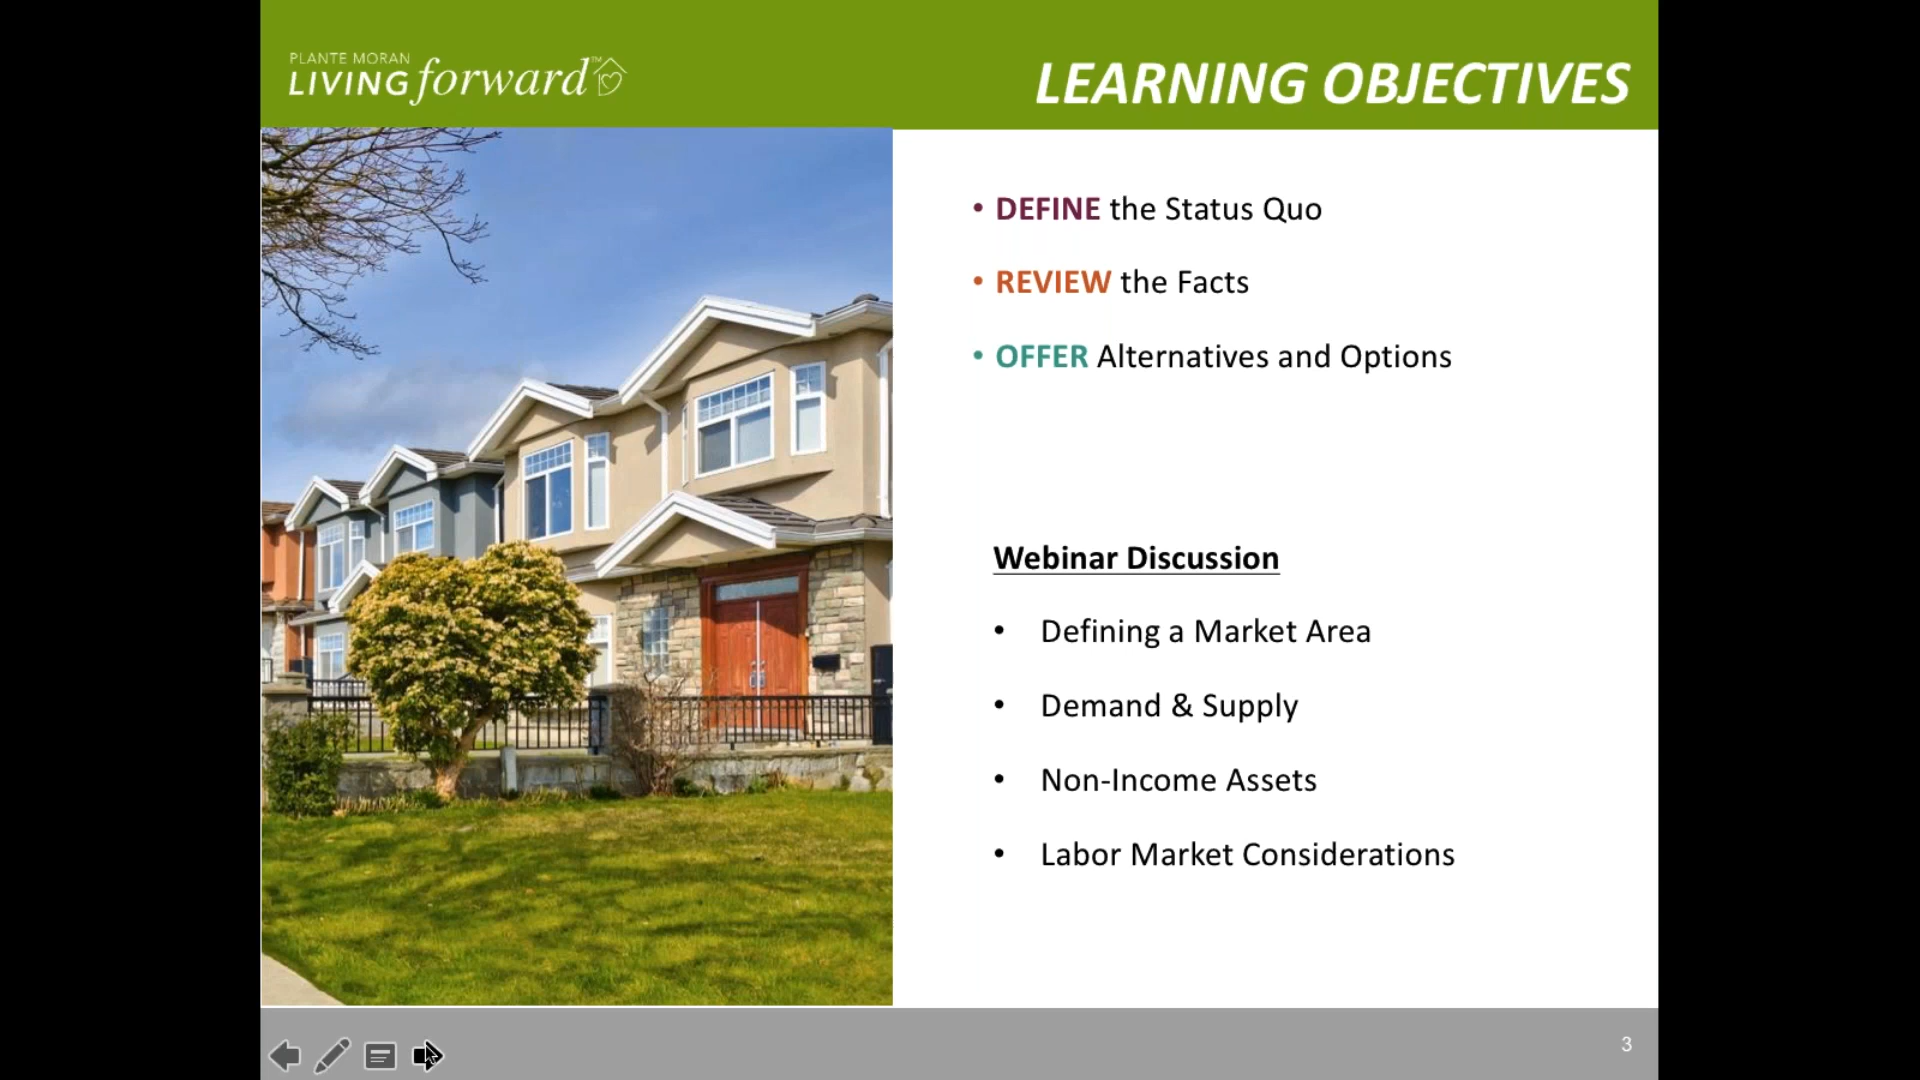 PLANTE MORAN
LIVING forward™
LEARNING OBJECTIVES
• DEFINE the Status Quo
• REVIEW the Facts
• OFFER Alternatives and Options
Webinar Discussion
• Defining a Market Area
• Demand & Supply
• Non-Income Assets
• Labor Market Considerations
3